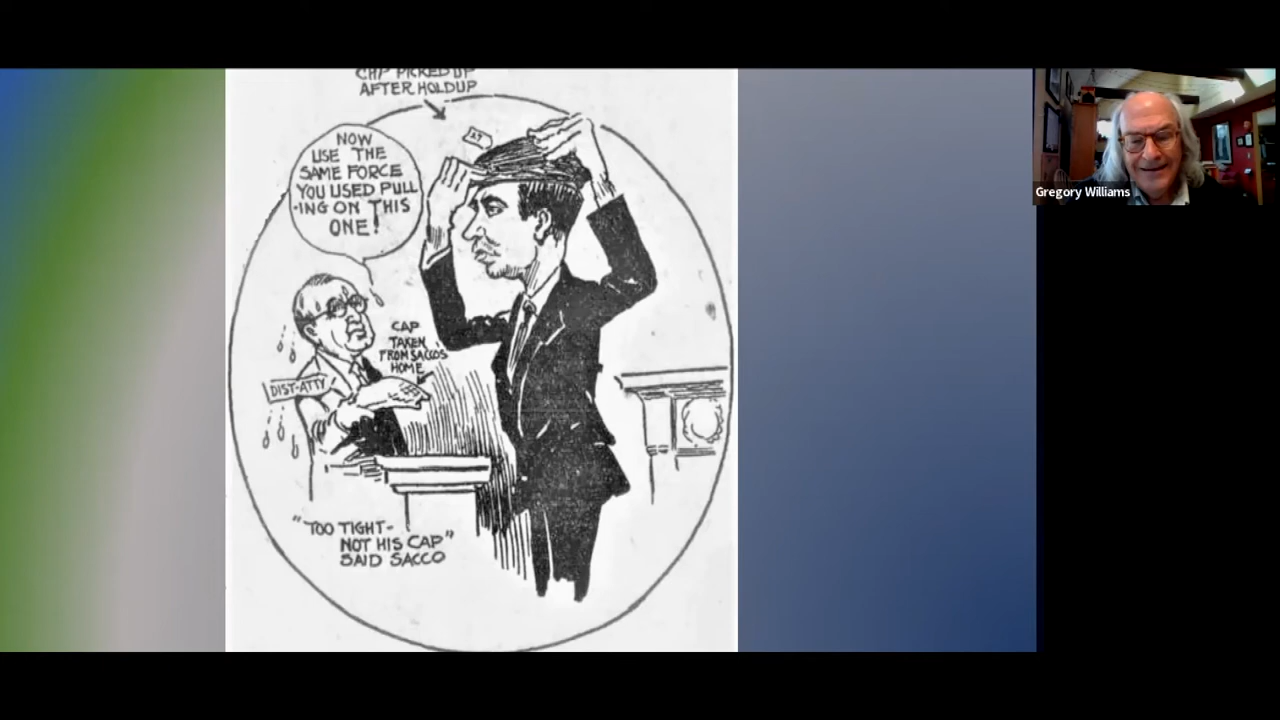 CAP PICKED UP
AFTER HOLDUP
NOW
USE THE
SAME FORCE
YOU USED PULL
-ING ON THIS
ONE!
CAP
TAKEN
FROM SACCO'S
HOME
DIST-ATTY
"TOO TIGHT-
NOT HIS CAP"
SAID SACCO
Gregory Williams